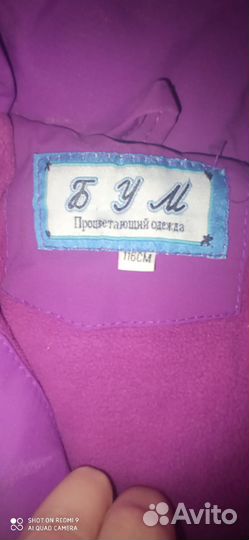 БУМ
Процветающий одежда
116СМ
SHOT ON REDMI 9
AI QUAD CAMERA
Avito